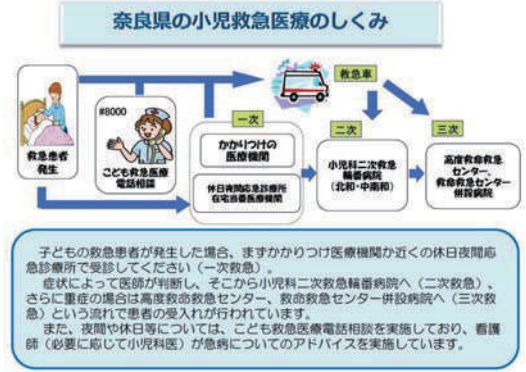 奈良県の小児救急医療のしくみ
救急車
#8000
一次
二次
三次
救急患者
発生
こども救急医療
電話相談
かかりつけの
医療機関
休日夜間応急診療所
在宅当番医療機関
小児科二次救急
輪番病院
（北和・中南和）
高度救命救急
センター、
救命救急センター
併設病院
子どもの救急患者が発生した場合、まずかかりつけ医療機関か近くの休日夜間応
急診療所で受診してください（一次救急）。
症状によって医師が判断し、そこから小児科二次救急輪番病院へ（二次救急）、
さらに重症の場合は高度救命救急センター、救命救急センター併設病院へ（三次救
急）という流れで患者の受入れが行われています。
また、夜間や休日等については、こども救急医療電話相談を実施しており、看護
師（必要に応じて小児科医）が急病についてのアドバイスを実施しています。